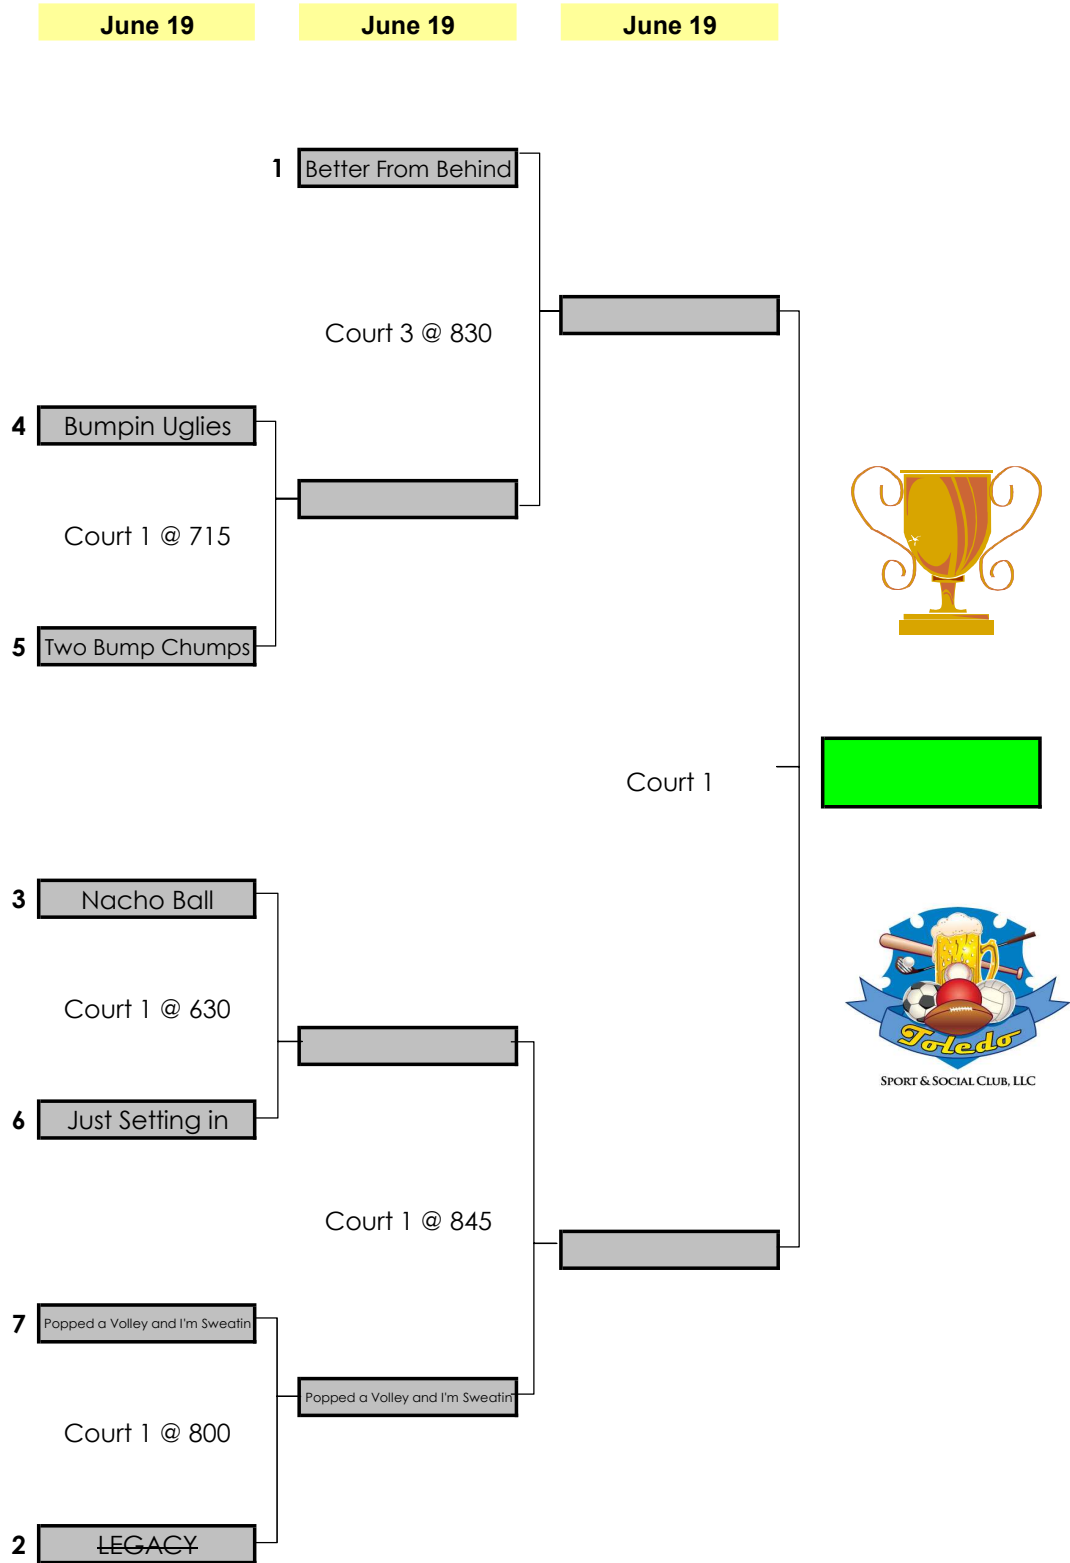 June 19 June 19 June 19
1 Better From Behind
Court 3 @ 830
4 Bumpin Uglies
Court 1 @ 715
5 Two Bump Chumps
Court 1
3 Nacho Ball
Court 1 @ 630
Toledo
SPORT & SOCIAL CLUB, LLC
6 Just Setting in
Court 1 @ 845
7 Popped a Volley and I'm Sweatin
Popped a Volley and I'm Sweatin
Court 1 @ 800
2 LEGACY